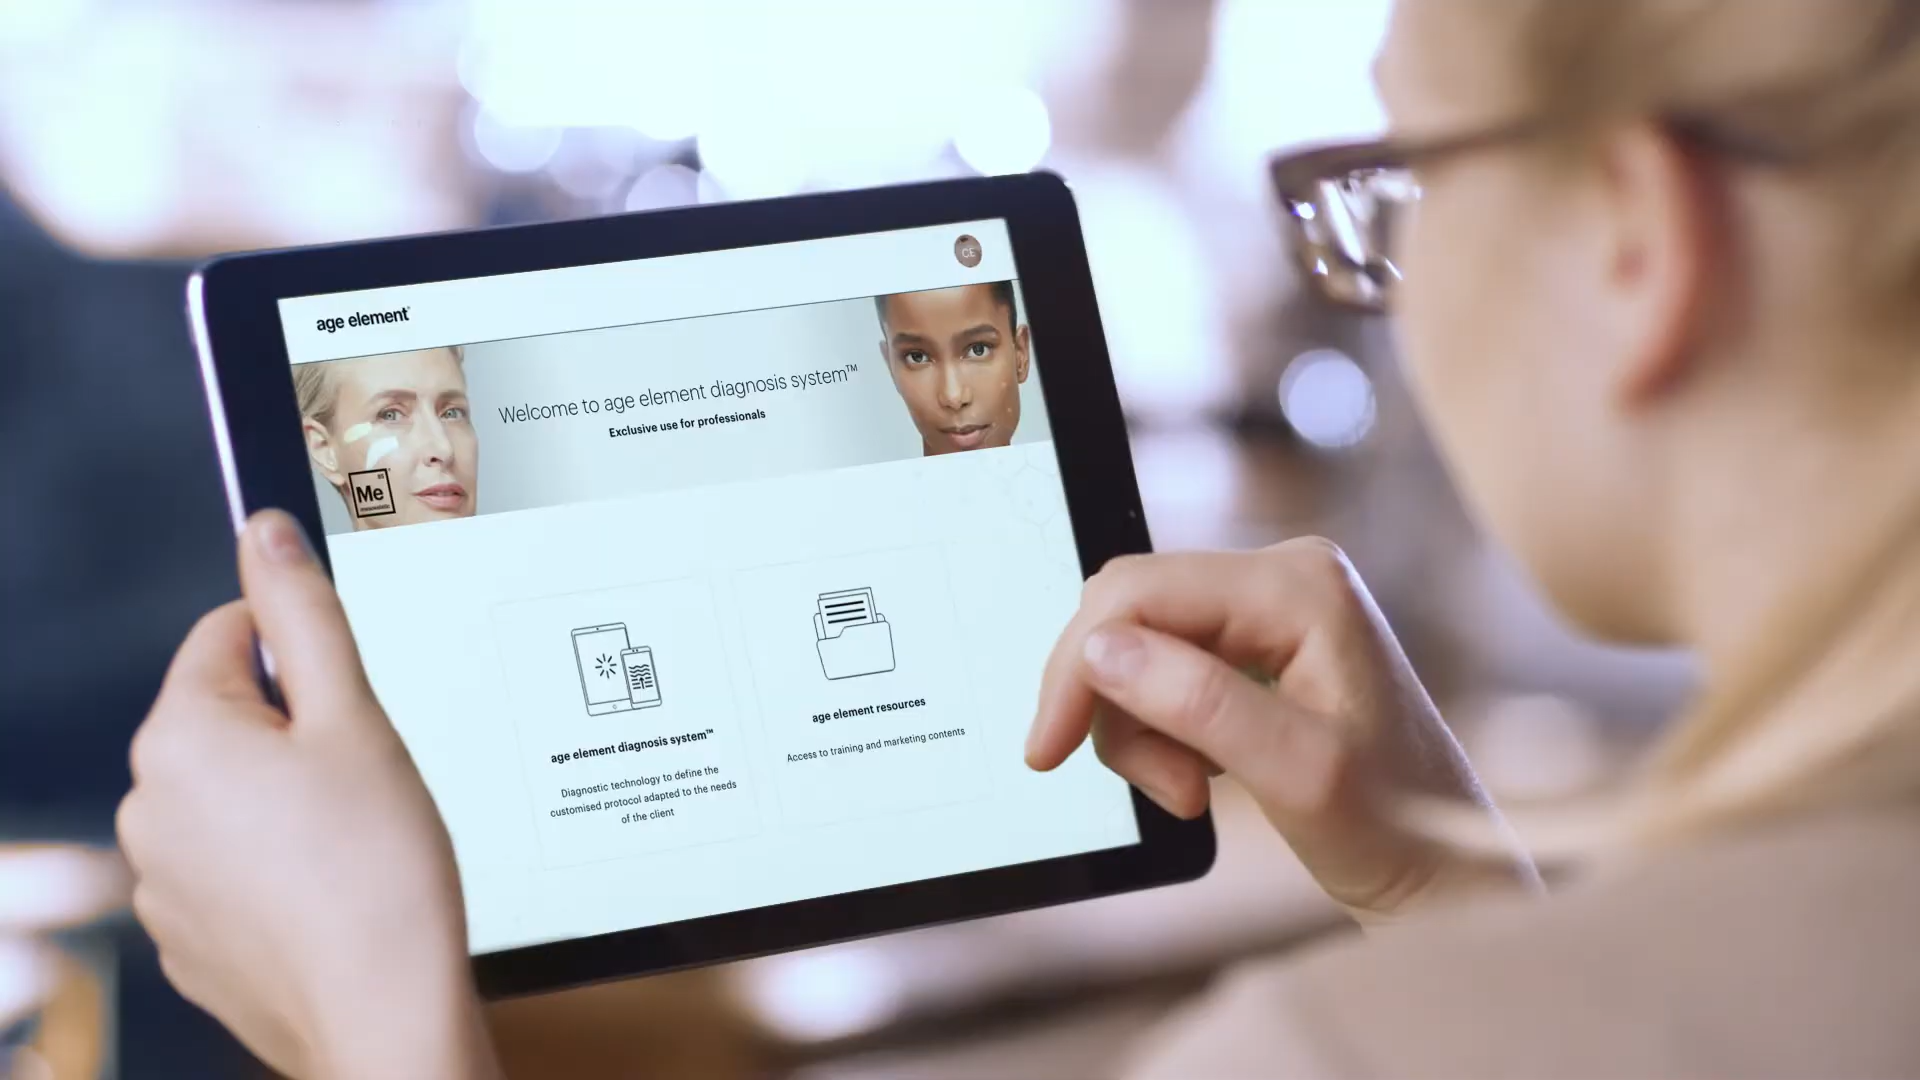 age element
CE
Welcome to age element diagnosis system™
Exclusive use for professionals
Me
age element diagnosis system™
Diagnostic technology to define the
customised protocol adapted to the needs
of the client
age element resources
Access to training and marketing contents